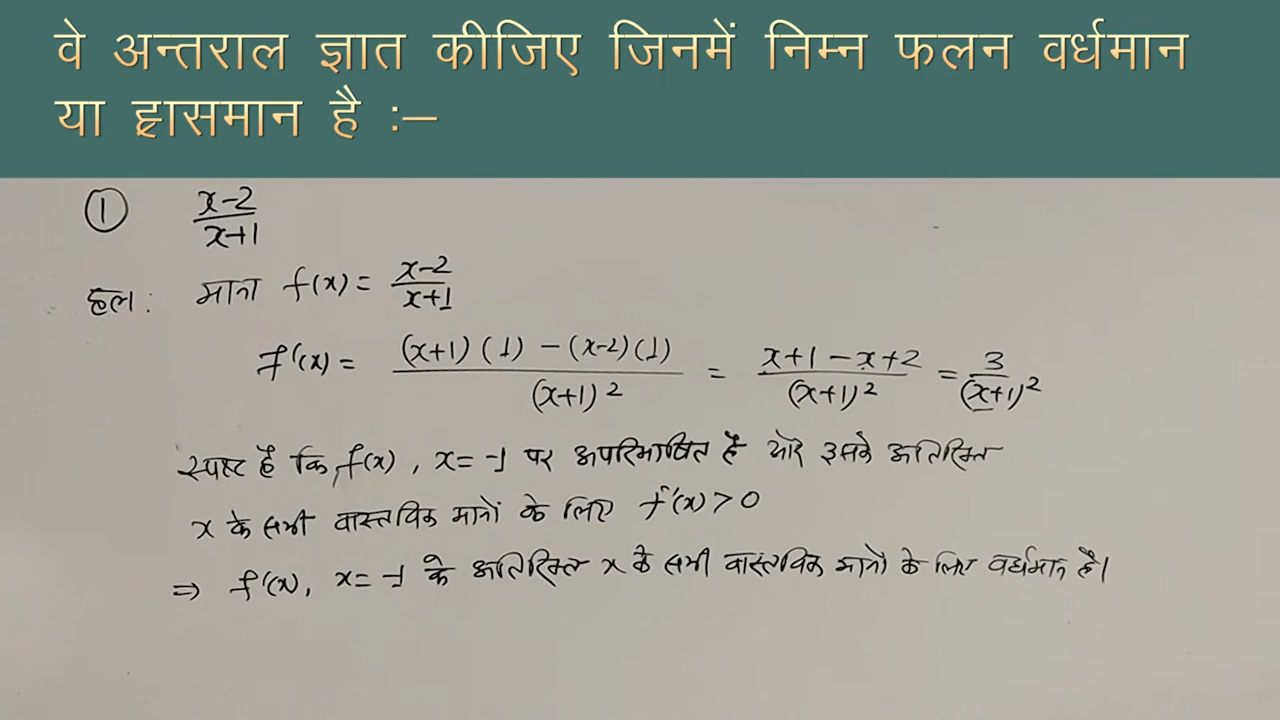 वे अन्तराल ज्ञात कीजिए जिनमें निम्न फलन वर्धमान
या ह्रासमान है :—
① x-2/x+1
हल: माना f(x) = x-2/x+1
f'(x) = (x+1)(1) - (x-2)(1)/(x+1)² = x+1-x+2/(x+1)² = 3/(x+1)²
स्पष्ट है कि f(x), x = -1 पर अपरिभाषित है और इसके अतिरिक्त
x के सभी वास्तविक मानों के लिए f'(x) > 0
⇒ f'(x), x = -1 के अतिरिक्त x के सभी वास्तविक मानों के लिए वर्धमान है।